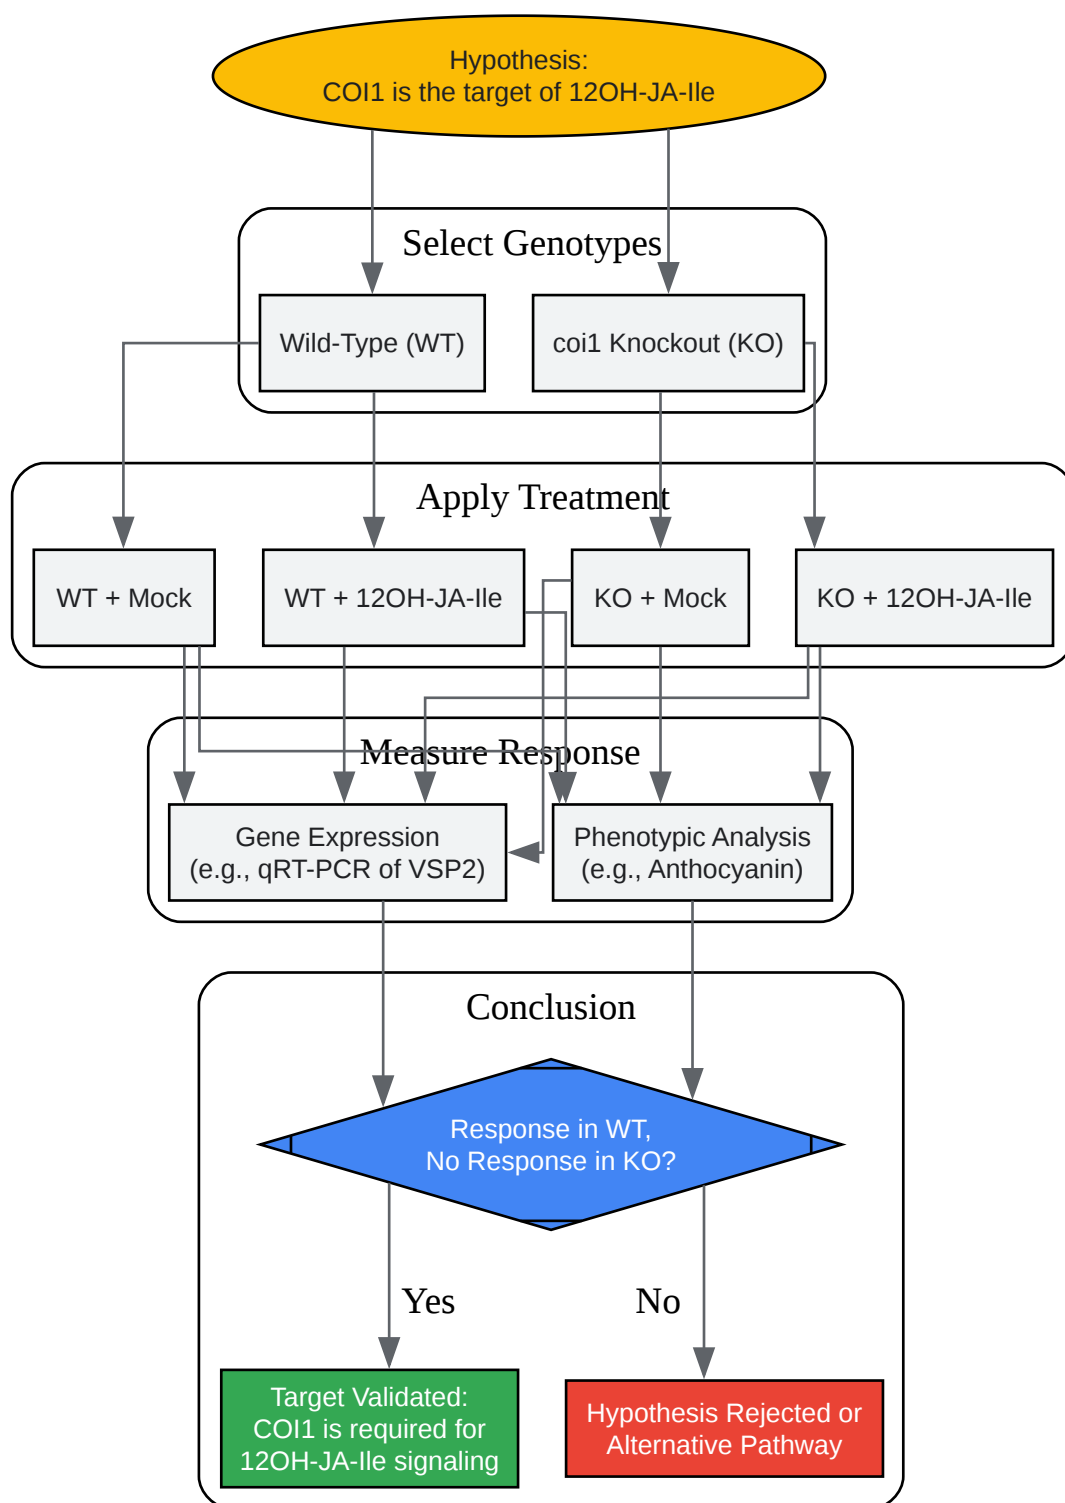 Hypothesis:
COI1 is the target of 12OH-JA-Ile
Select Genotypes
Wild-Type (WT)
coi1 Knockout (KO)
Apply Treatment
WT + Mock
WT + 12OH-JA-Ile
KO + Mock
KO + 12OH-JA-Ile
Measure Response
Gene Expression
(e.g., qRT-PCR of VSP2)
Phenotypic Analysis
(e.g., Anthocyanin)
Conclusion
Response in WT,
No Response in KO?
Yes
No
Target Validated:
COI1 is required for
12OH-JA-Ile signaling
Hypothesis Rejected or
Alternative Pathway